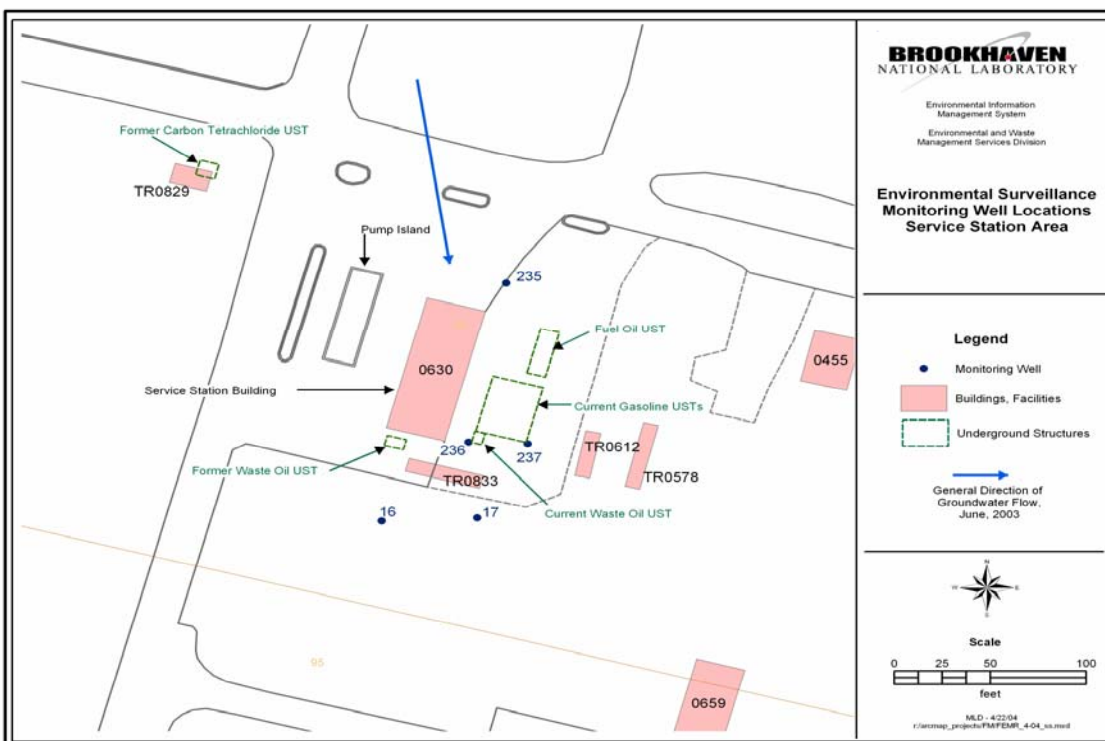 Former Carbon Tetrachloride UST
TR0829
Pump Island
235
Fuel Oil UST
0630
0455
Service Station Building
Current Gasoline USTs
236
237
TR0612
Former Waste Oil UST
TR0833
TR0578
Current Waste Oil UST
16
17
95
0659
BROOKHAVEN
NATIONAL LABORATORY
Environmental Information
Management System
Environmental and Waste
Management Services Division
Environmental Surveillance
Monitoring Well Locations
Service Station Area
Legend
Monitoring Well
Buildings, Facilities
Underground Structures
General Direction of
Groundwater Flow,
June, 2003
N
W E
S
Scale
0 25 50 100
feet
MLD - 4/22/04